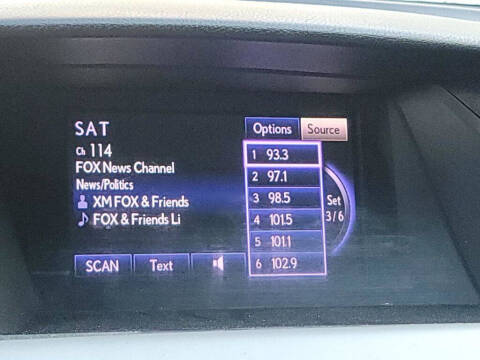 SAT
Options
Source
Ch 114
FOX News Channel
News/Politics
XM FOX & Friends
FOX & Friends Li
1 93.3
2 97.1
3 98.5
4 101.5
5 101.1
6 102.9
Set
3/6
SCAN
Text